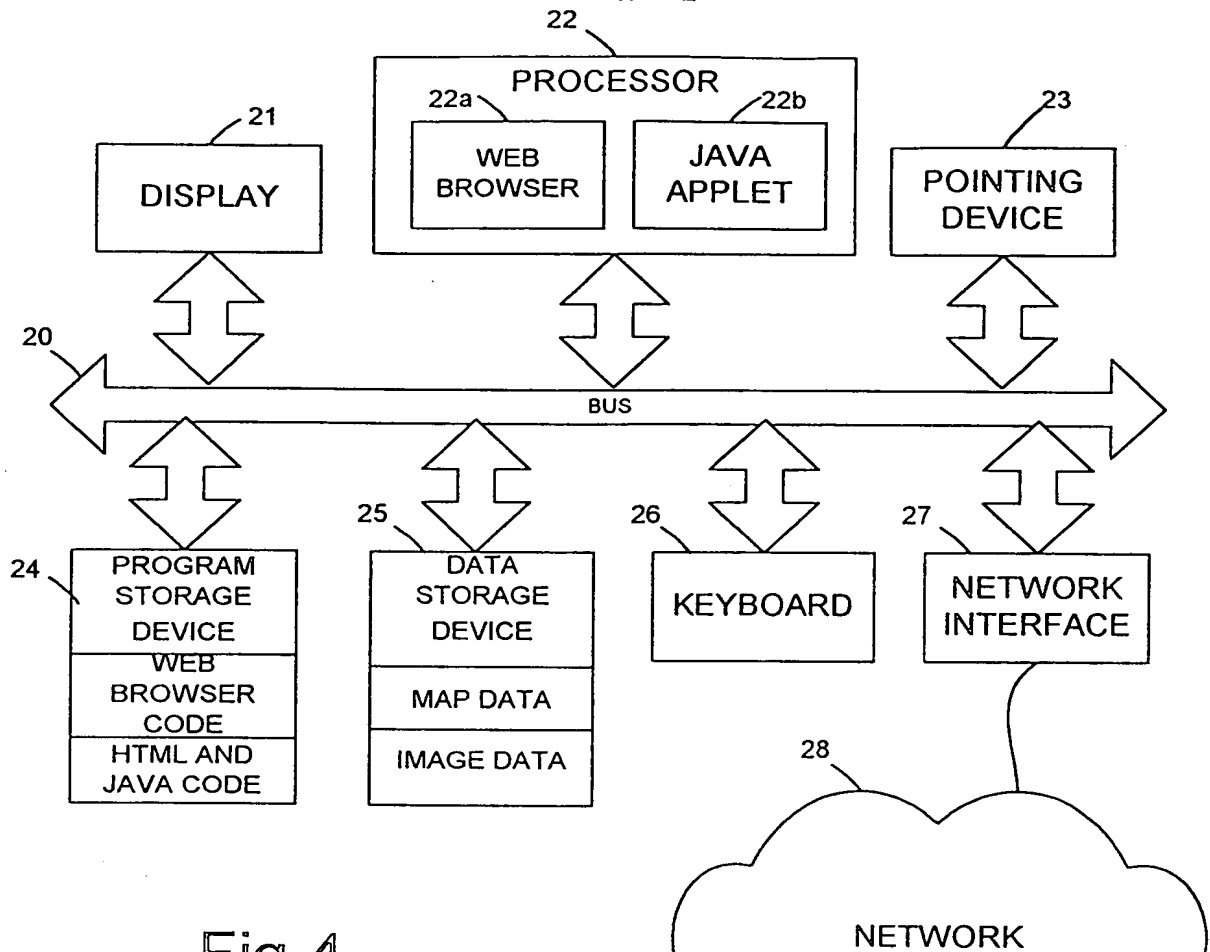 22
PROCESSOR
22a
22b
21
23
WEB
BROWSER
JAVA
APPLET
DISPLAY
POINTING
DEVICE
20
BUS
24
PROGRAM
STORAGE
DEVICE
WEB
BROWSER
CODE
HTML AND
JAVA CODE
25
DATA
STORAGE
DEVICE
MAP DATA
IMAGE DATA
26
KEYBOARD
27
NETWORK
INTERFACE
28
NETWORK
Fig 4